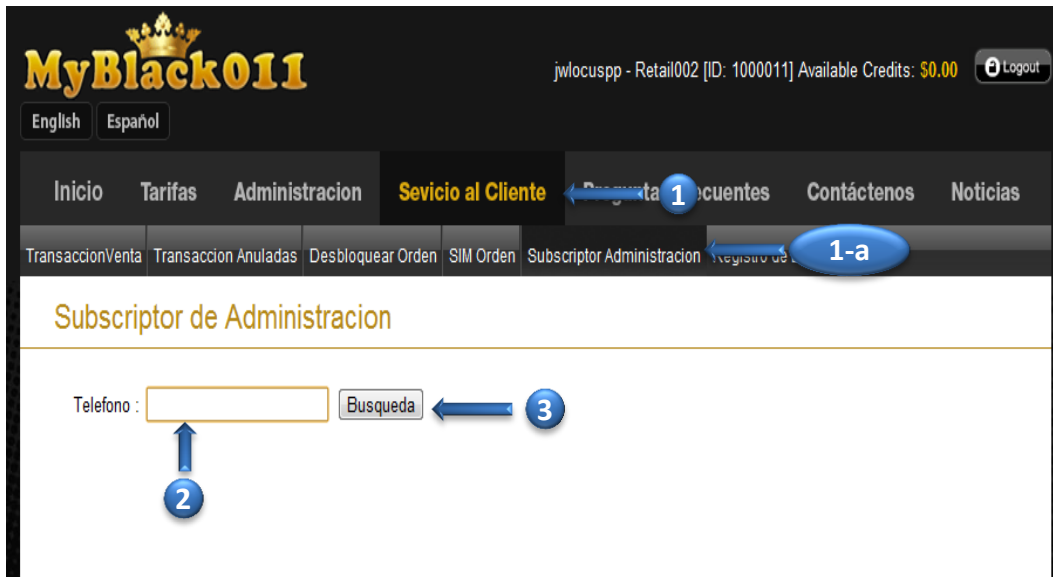 MyBlack011
jwlocuspp - Retail002 [ID: 1000011] Available Credits: $0.00 Logout
English Español
Inicio Tarifas Administracion Sevicio al Cliente 1 Contáctenos Noticias
TransaccionVenta Transaccion Anuladas Desbloquear Orden SIM Orden Subscriptor Administracion 1-a
Subscriptor de Administracion
Telefono : Busqueda 3
2